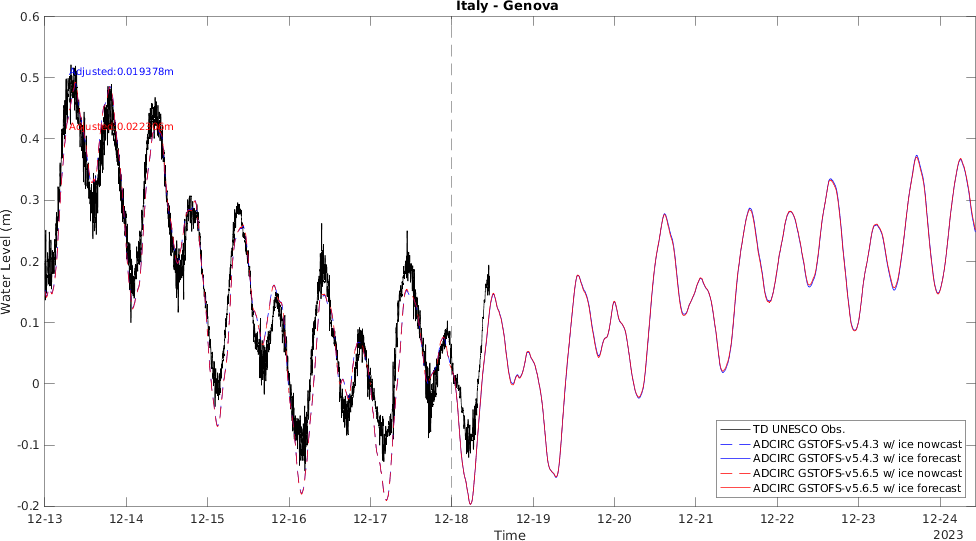 Italy - Genova
0.6
0.5
0.4
0.3
0.2
0.1
0
-0.1
-0.2
Water Level (m)
Adjusted:0.019378m
12-13
12-14
12-15
12-16
12-17
12-18
12-19
12-20
12-21
12-22
12-23
12-24
2023
Time
TD UNESCO Obs.
ADCIRC GSTOFS-v5.4.3 w/ ice nowcast
ADCIRC GSTOFS-v5.4.3 w/ ice forecast
ADCIRC GSTOFS-v5.6.5 w/ ice nowcast
ADCIRC GSTOFS-v5.6.5 w/ ice forecast